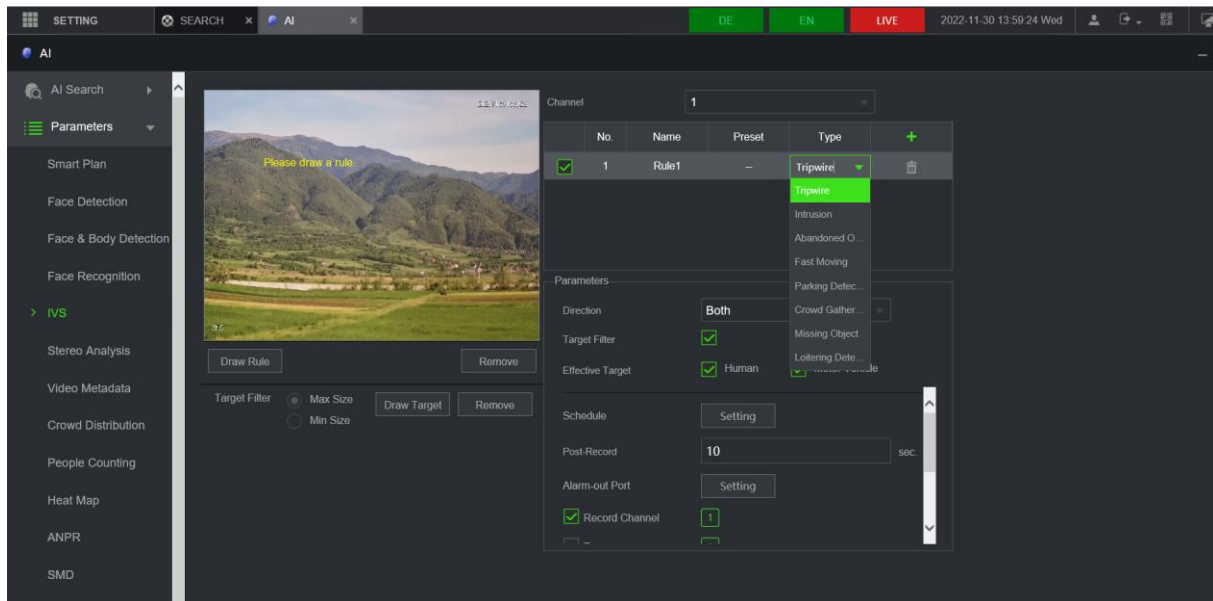 SETTING
SEARCH
AI
DE
EN
LIVE
2022-11-30 13:59:24 Wed
AI
AI Search
Parameters
Smart Plan
Face Detection
Face & Body Detection
Face Recognition
IVS
Stereo Analysis
Video Metadata
Crowd Distribution
People Counting
Heat Map
ANPR
SMD
Please draw a rule.
Draw Rule
Remove
Target Filter
Max Size
Min Size
Draw Target
Remove
Channel
1
No.
Name
Preset
Type
1
Rule1
--
Tripwire
Tripwire
Intrusion
Abandoned O...
Fast Moving
Parking Detec...
Crowd Gather...
Missing Object
Loitering Dete...
Parameters
Direction
Both
Target Filter
Effective Target
Human
Schedule
Setting
Post-Record
10
sec.
Alarm-out Port
Setting
Record Channel
1